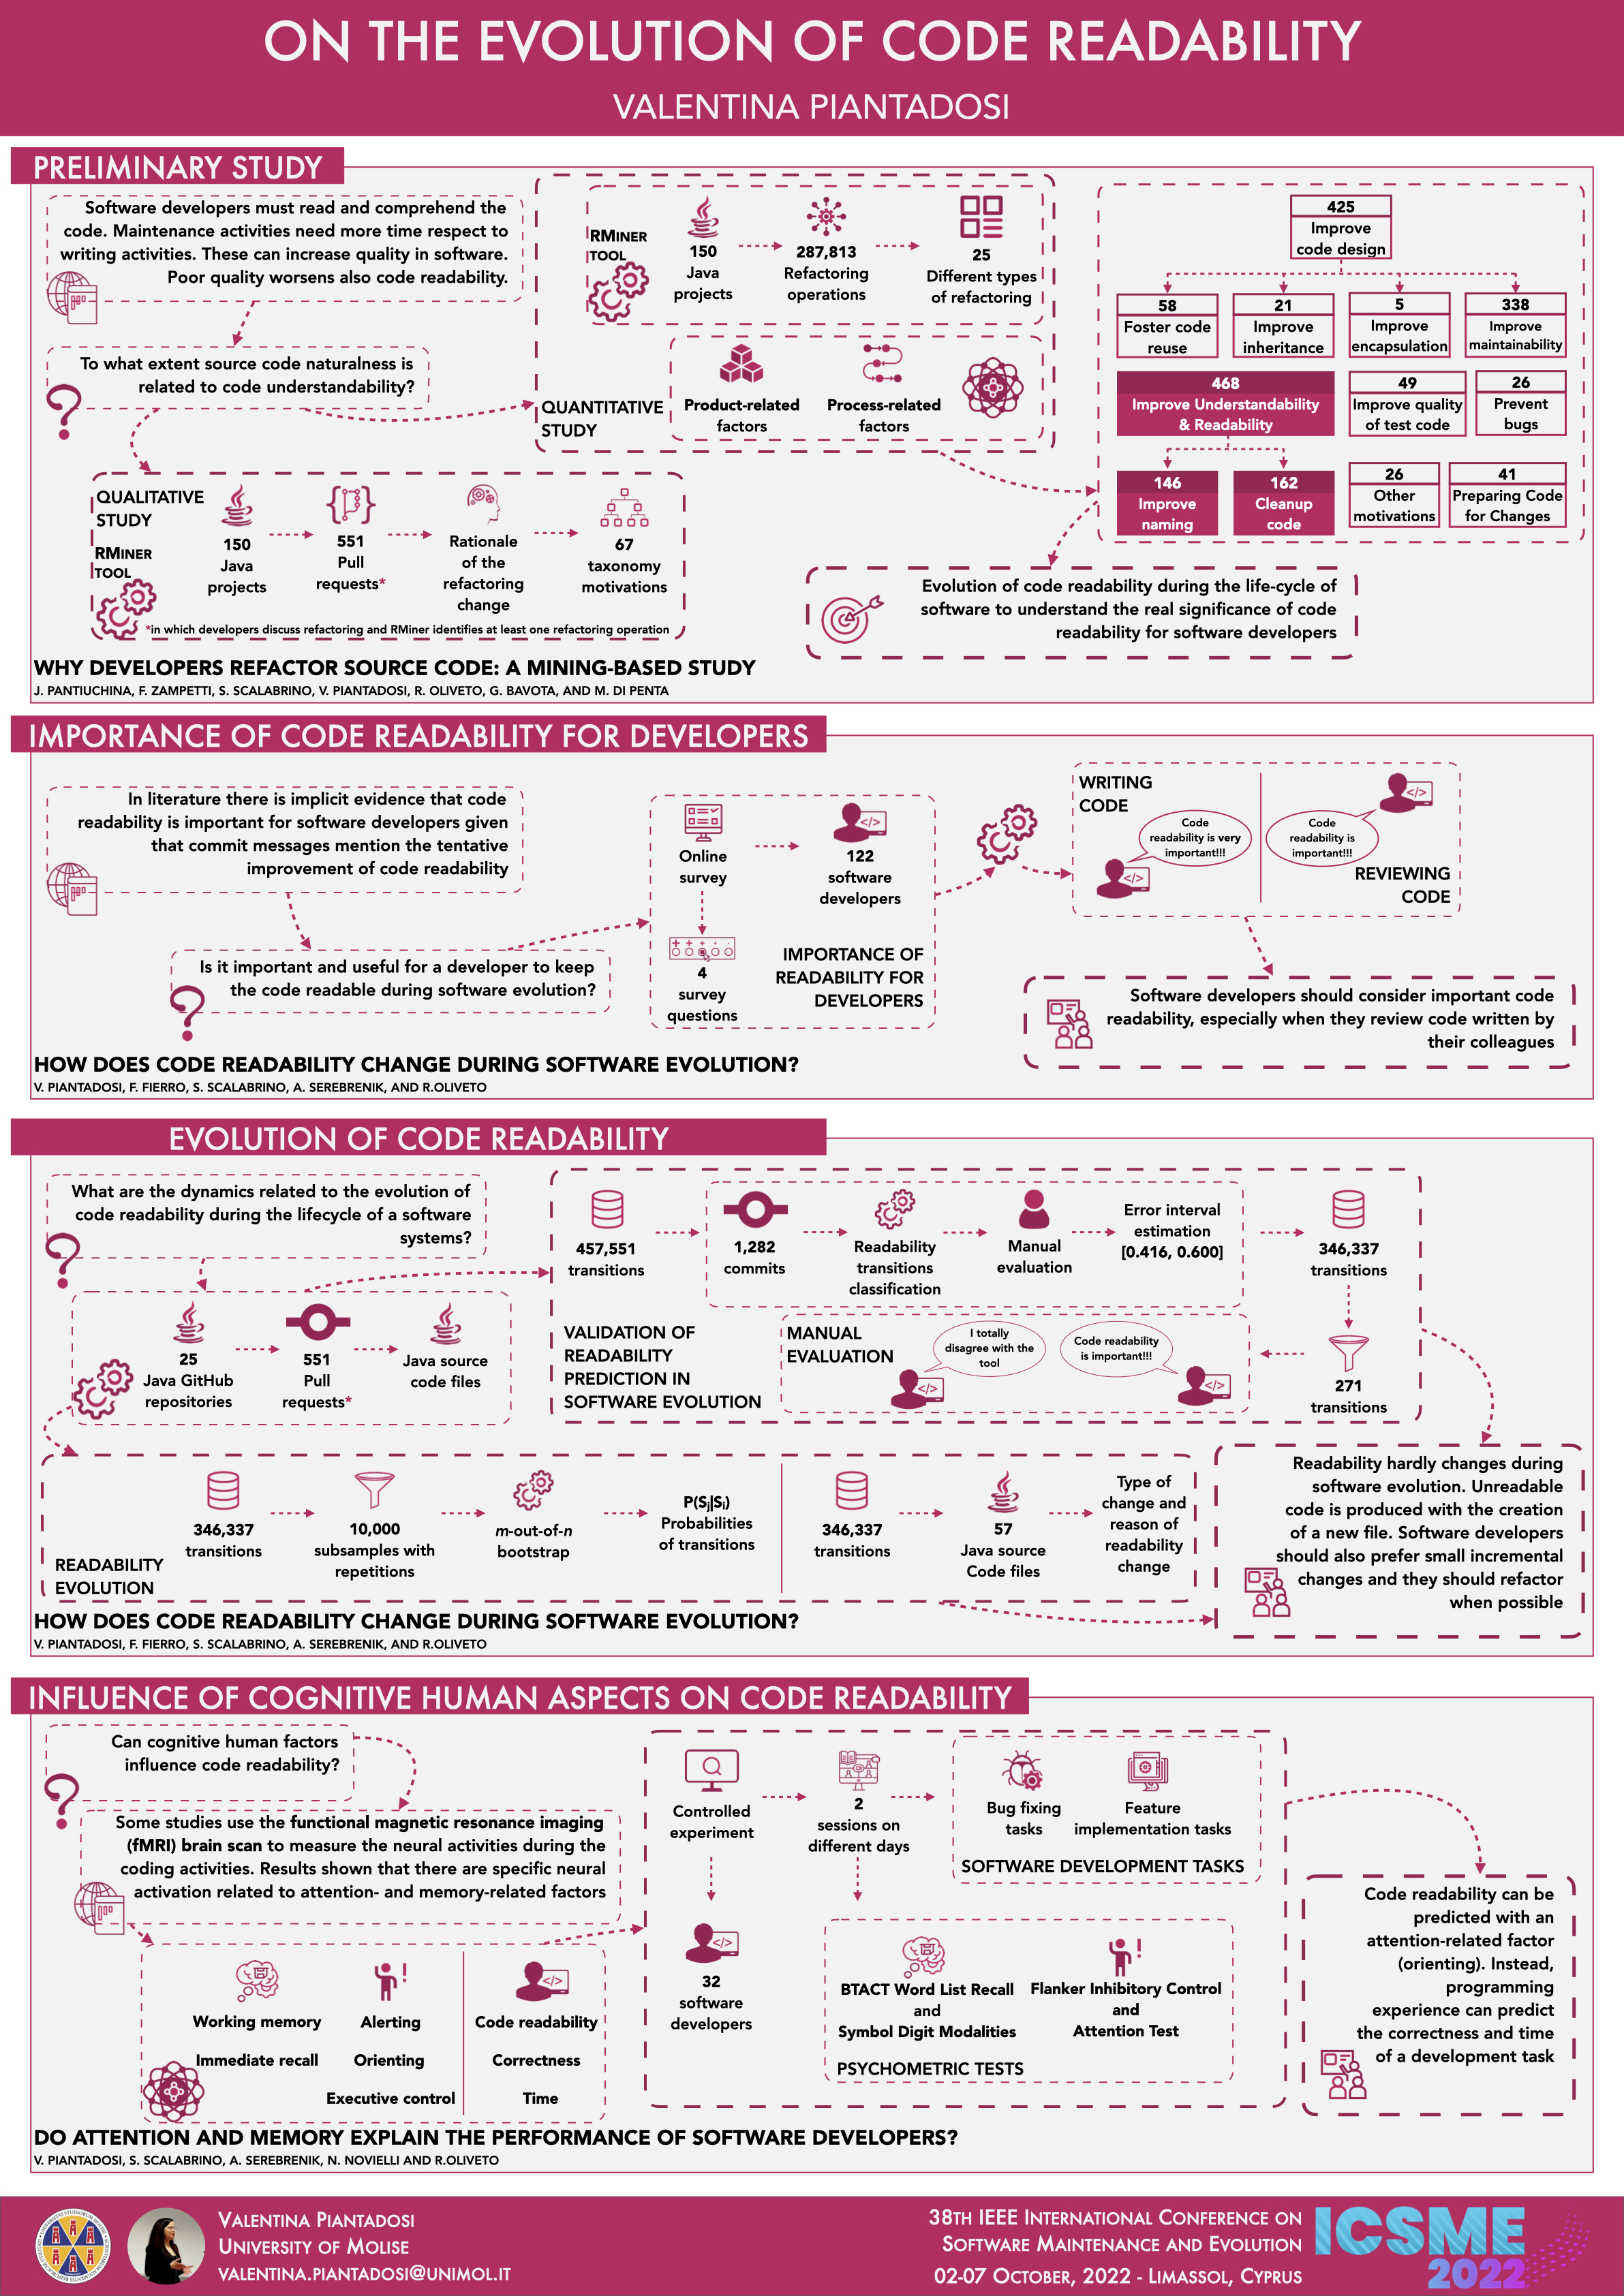 ON THE EVOLUTION OF CODE READABILITY
VALENTINA PIANTADOSI
PRELIMINARY STUDY
Software developers must read and comprehend the
code. Maintenance activities need more time respect to
writing activities. These can increase quality in software.
Poor quality worsens also code readability.
To what extent source code naturalness is
related to code understandability?
RMINER
TOOL
150
Java
projects
287,813
Refactoring
operations
25
Different types
of refactoring
QUANTITATIVE
STUDY
Product-related
factors
Process-related
factors
QUALITATIVE
STUDY
RMINER
TOOL
150
Java
projects
551
Pull
requests*
Rationale
of the
refactoring
change
67
taxonomy
motivations
*in which developers discuss refactoring and RMiner identifies at least one refactoring operation
425
Improve
code design
58
Foster code
reuse
21
Improve
inheritance
5
Improve
encapsulation
338
Improve
maintainability
468
Improve Understandability
& Readability
49
Improve quality
of test code
26
Prevent
bugs
146
Improve
naming
162
Cleanup
code
26
Other
motivations
41
Preparing Code
for Changes
Evolution of code readability during the life-cycle of
software to understand the real significance of code
readability for software developers
WHY DEVELOPERS REFACTOR SOURCE CODE: A MINING-BASED STUDY
J. PANTIUCHINA, F. ZAMPETTI, S. SCALABRINO, V. PIANTADOSI, R. OLIVETO, G. BAVOTA, AND M. DI PENTA
IMPORTANCE OF CODE READABILITY FOR DEVELOPERS
In literature there is implicit evidence that code
readability is important for software developers given
that commit messages mention the tentative
improvement of code readability
Is it important and useful for a developer to keep
the code readable during software evolution?
Online
survey
122
software
developers
4
survey
questions
IMPORTANCE OF
READABILITY FOR
DEVELOPERS
WRITING
CODE
Code
readability is very
important!!!
Code
readability is
important!!!
REVIEWING
CODE
Software developers should consider important code
readability, especially when they review code written by
their colleagues
HOW DOES CODE READABILITY CHANGE DURING SOFTWARE EVOLUTION?
V. PIANTADOSI, F. FIERRO, S. SCALABRINO, A. SEREBRENIK, AND R.OLIVETO
EVOLUTION OF CODE READABILITY
What are the dynamics related to the evolution of
code readability during the lifecycle of a software
systems?
25
Java GitHub
repositories
551
Pull
requests*
Java source
code files
457,551
transitions
1,282
commits
Readability
transitions
classification
Manual
evaluation
Error interval
estimation
[0.416, 0.600]
346,337
transitions
VALIDATION OF
READABILITY
PREDICTION IN
SOFTWARE EVOLUTION
MANUAL
EVALUATION
I totally
disagree with the
tool
Code readability
is important!!!
271
transitions
READABILITY
EVOLUTION
346,337
transitions
10,000
subsamples with
repetitions
m-out-of-n
bootstrap
P(Sj|Si)
Probabilities
of transitions
346,337
transitions
57
Java source
Code files
Type of
change and
reason of
readability
change
Readability hardly changes during
software evolution. Unreadable
code is produced with the creation
of a new file. Software developers
should also prefer small incremental
changes and they should refactor
when possible
HOW DOES CODE READABILITY CHANGE DURING SOFTWARE EVOLUTION?
V. PIANTADOSI, F. FIERRO, S. SCALABRINO, A. SEREBRENIK, AND R.OLIVETO
INFLUENCE OF COGNITIVE HUMAN ASPECTS ON CODE READABILITY
Can cognitive human factors
influence code readability?
Some studies use the functional magnetic resonance imaging
(fMRI) brain scan to measure the neural activities during the
coding activities. Results shown that there are specific neural
activation related to attention- and memory-related factors
Working memory
Immediate recall
Alerting
Orienting
Executive control
Code readability
Correctness
Time
Controlled
experiment
2
sessions on
different days
Bug fixing
tasks
Feature
implementation tasks
SOFTWARE DEVELOPMENT TASKS
32
software
developers
BTACT Word List Recall
and
Symbol Digit Modalities
Flanker Inhibitory Control
and
Attention Test
PSYCHOMETRIC TESTS
Code readability can be
predicted with an
attention-related factor
(orienting). Instead,
programming
experience can predict
the correctness and time
of a development task
DO ATTENTION AND MEMORY EXPLAIN THE PERFORMANCE OF SOFTWARE DEVELOPERS?
V. PIANTADOSI, S. SCALABRINO, A. SEREBRENIK, N. NOVIELLI AND R.OLIVETO
VALENTINA PIANTADOSI
UNIVERSITY OF MOLISE
VALENTINA.PIANTADOSI@UNIMOL.IT
38TH IEEE INTERNATIONAL CONFERENCE ON
SOFTWARE MAINTENANCE AND EVOLUTION
02-07 OCTOBER, 2022 - LIMASSOL, CYPRUS
ICSME
2022